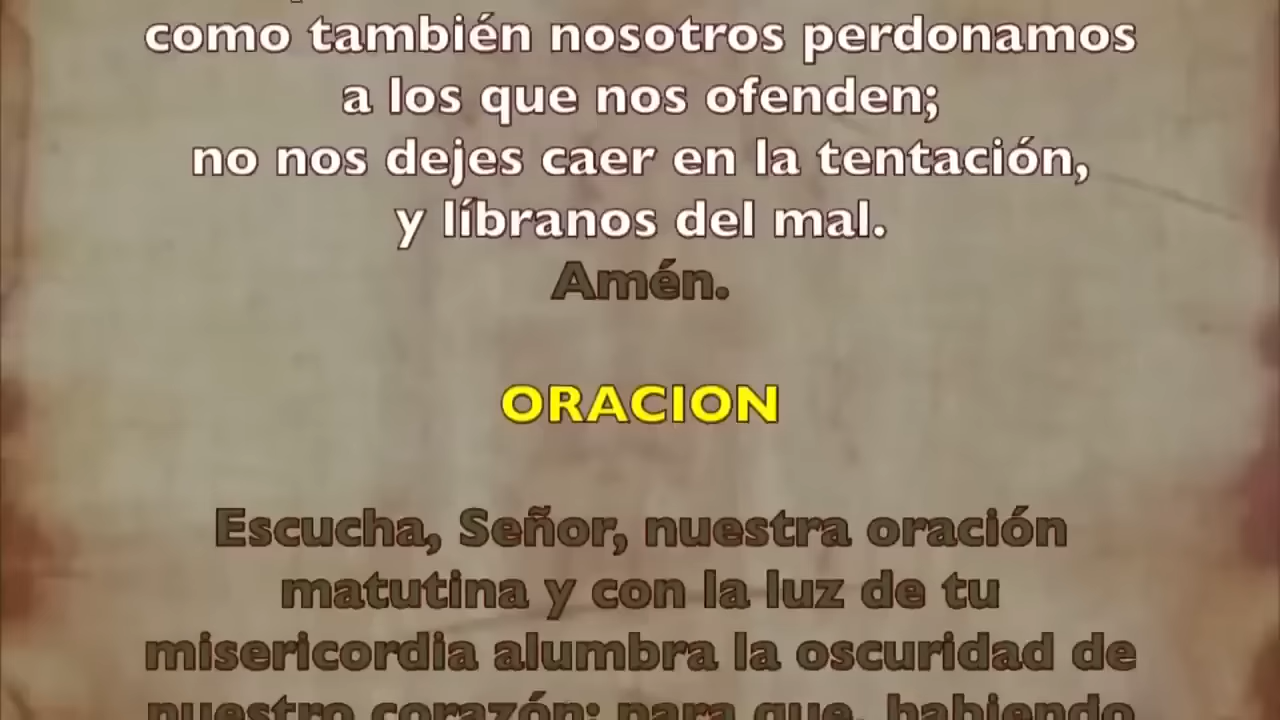 como también nosotros perdonamos
a los que nos ofenden;
no nos dejes caer en la tentación,
y líbranos del mal.
Amén.
ORACION
Escucha, Señor, nuestra oración
matutina y con la luz de tu
misericordia alumbra la oscuridad de
nuestro corazón: para que, habiendo